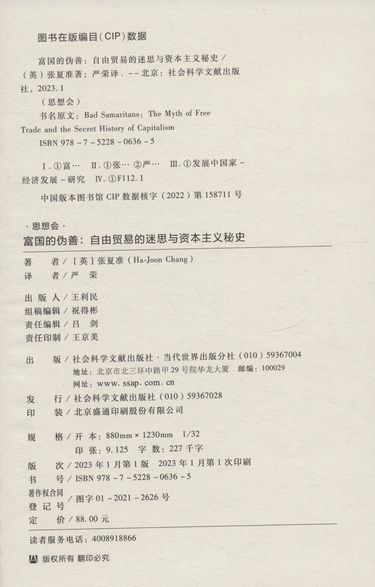 图书在版编目(CIP)数据
富国的伪善：自由贸易的迷思与资本主义秘史／
（英）张夏准著；严荣译．--北京：社会科学文献出版
社，2023.1
（思想会）
书名原文：Bad Samaritans: The Myth of Free
Trade and the Secret History of Capitalism
ISBN 978-7-5228-0636-5
Ⅰ.①富… Ⅱ.①张… ②严… Ⅲ.①发展中国家－
经济发展－研究 Ⅳ.①F112.1
中国版本图书馆CIP数据核字（2022）第158711号
·思想会·
富国的伪善：自由贸易的迷思与资本主义秘史
著 者／［英］张夏准（Ha-Joon Chang）
译 者／严 荣
出 版 人／王利民
组稿编辑／祝得彬
责任编辑／吕 剑
责任印制／王京美
出 版／社会科学文献出版社·当代世界出版分社（010）59367004
地址：北京市北三环中路甲29号院华龙大厦 邮编：100029
网址：www.ssap.com.cn
发 行／社会科学文献出版社（010）59367028
印 装／北京盛通印刷股份有限公司
规 格／开 本：880mm×1230mm 1/32
印 张：9.125 字 数：227千字
版 次／2023年1月第1版 2023年1月第1次印刷
书 号／ISBN 978-7-5228-0636-5
著作权合同
登 记 号／图字01-2021-2626号
定 价／88.00元
读者服务电话：4008918866
版权所有 翻印必究